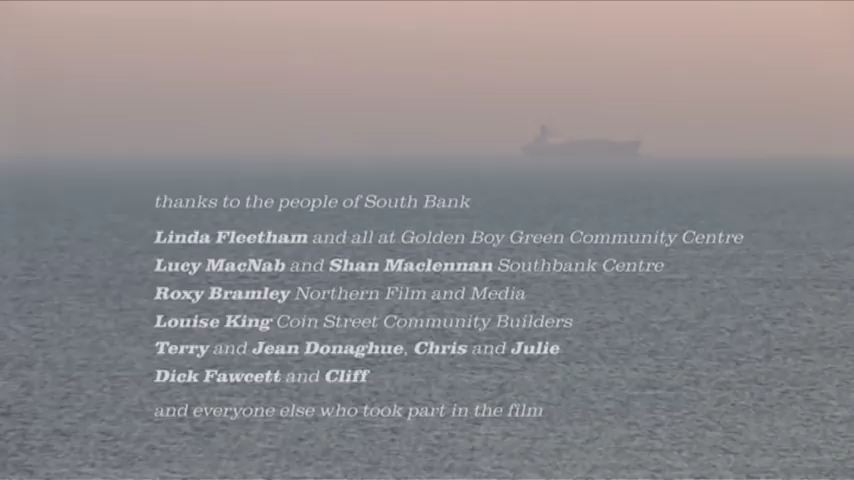 thanks to the people of South Bank
Linda Fleetham and all at Golden Boy Green Community Centre
Lucy MacNab and Shan Maclennan Southbank Centre
Roxy Bramley Northern Film and Media
Louise King Coin Street Community Builders
Terry and Jean Donaghue, Chris and Julie
Dick Fawcett and Cliff
and everyone else who took part in the film